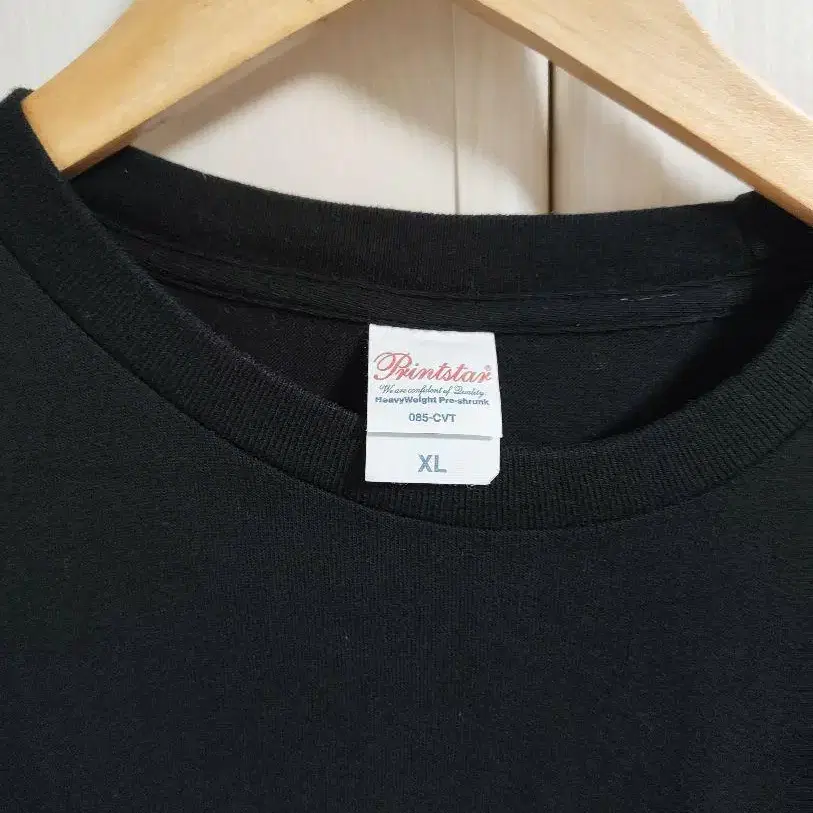 Printstar®
We are confident of Quality.
HeavyWeight Pre-shrunk
085-CVT
XL